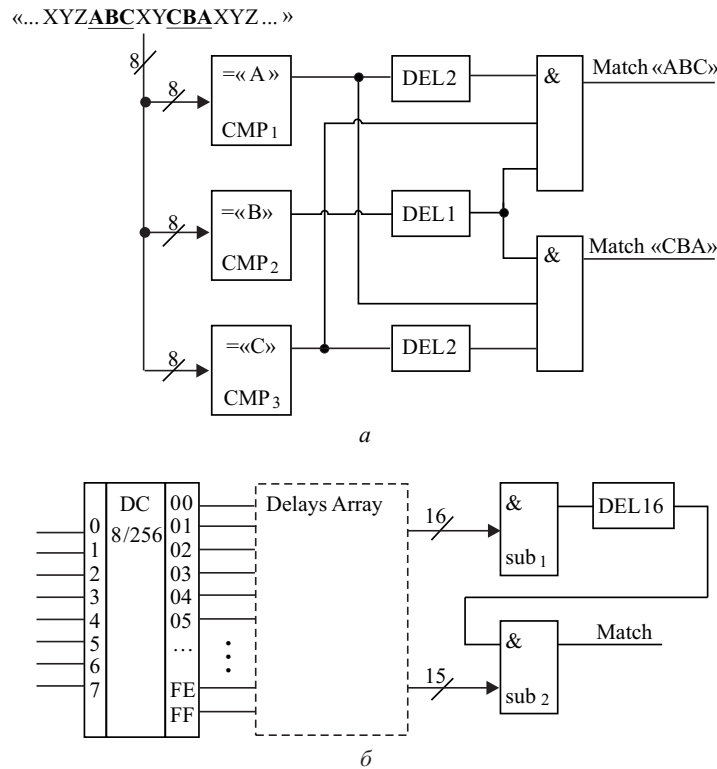 «... XYZABCXYCBAXYZ... »
8
8
=«A»
CMP1
DEL2
&
Match «ABC»
8
=«B»
CMP2
DEL1
&
Match «CBA»
8
=«C»
CMP3
DEL2
а
DC
8/256
0
1
2
3
4
5
6
7
00
01
02
03
04
05
...
FE
FF
Delays Array
16
&
sub1
DEL16
15
&
sub2
Match
б